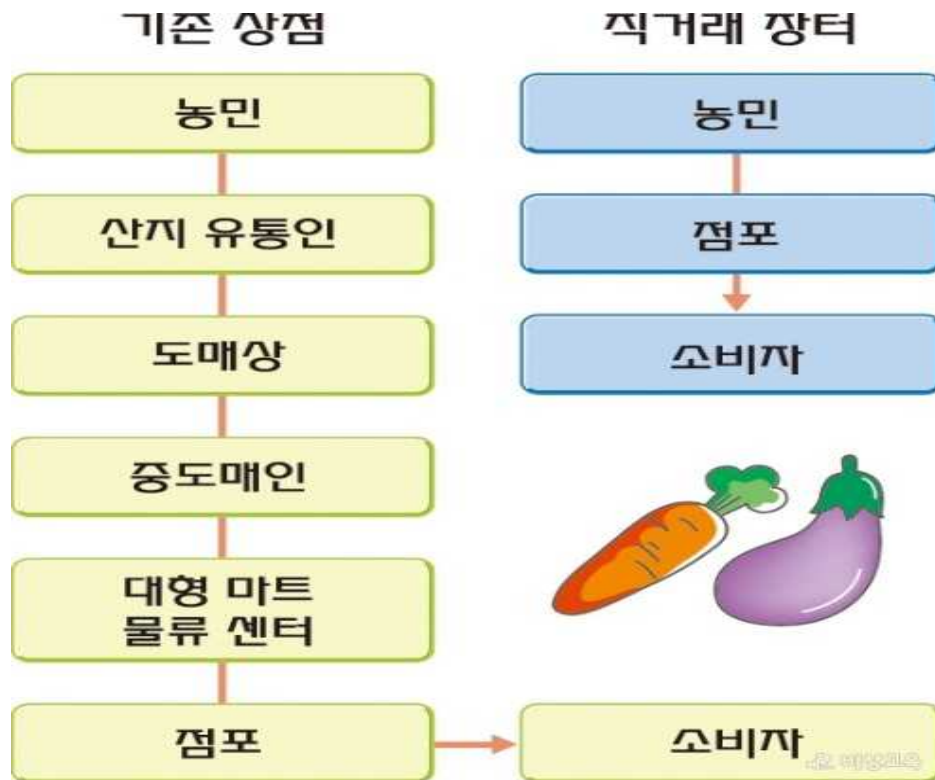 기존 상점
농민
산지 유통인
도매상
중도매인
대형 마트
물류 센터
점포
소비자
직거래 장터
농민
점포
소비자